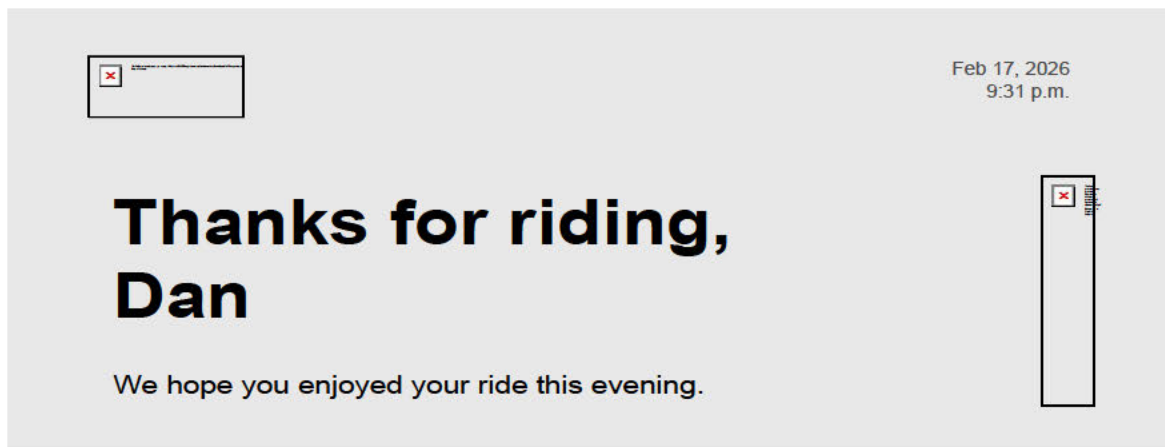 Feb 17, 2026
9:31 p.m.
Thanks for riding,
Dan
We hope you enjoyed your ride this evening.